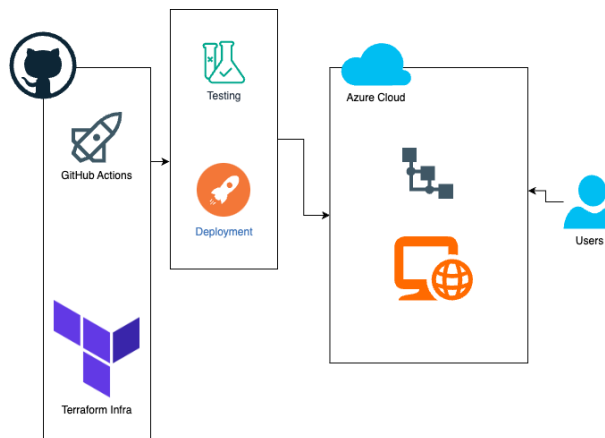 Testing
Azure Cloud
GitHub Actions
Deployment
Users
Terraform Infra